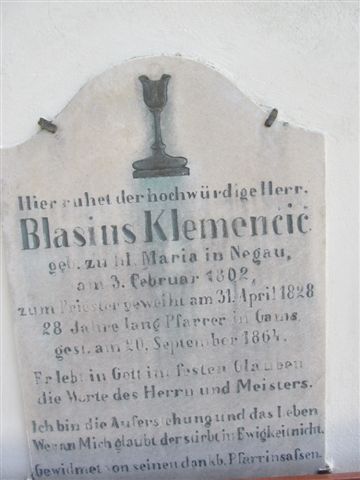 Hier ruhet der hochwürdige Herr.
Blasius Klemenčič
geb. zu hl. Maria in Negau,
am 3. Februar 1802,
zum Priester geweiht am 31. April 1828
28 Jahre lang Pfarrer in Gams
gest. am 20. September 1864.
Er lebt in Gott im festen Glauben
die Worte des Herrn und Meisters.
Ich bin die Auferstehung und das Leben
Wer an Mich glaubt der stirbt in Ewigkeit nicht.
Gewidmet von seinen dankb. Pfarrinsaßen.